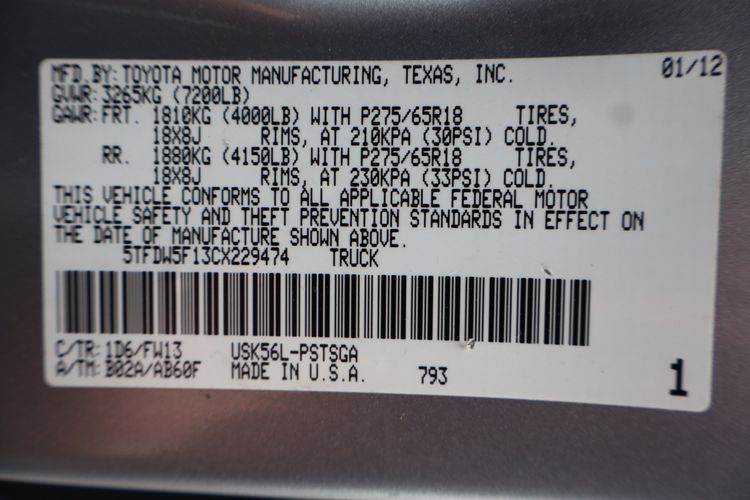 MFD.BY:TOYOTA MOTOR MANUFACTURING, TEXAS, INC. 01/12
GVWR:3265KG (7200LB)
GAWR:FRT. 1810KG (4000LB) WITH P275/65R18 TIRES,
18X8J RIMS, AT 210KPA (30PSI) COLD.
RR. 1880KG (4150LB) WITH P275/65R18 TIRES,
18X8J RIMS, AT 230KPA (33PSI) COLD.
THIS VEHICLE CONFORMS TO ALL APPLICABLE FEDERAL MOTOR
VEHICLE SAFETY AND THEFT PREVENTION STANDARDS IN EFFECT ON
THE DATE OF MANUFACTURE SHOWN ABOVE.
5TFDW5F13CX229474 TRUCK
C/TR:1D6/FW13 USK56L-PSTSGA
A/TM:B02A/AB60F MADE IN U.S.A. 793
1